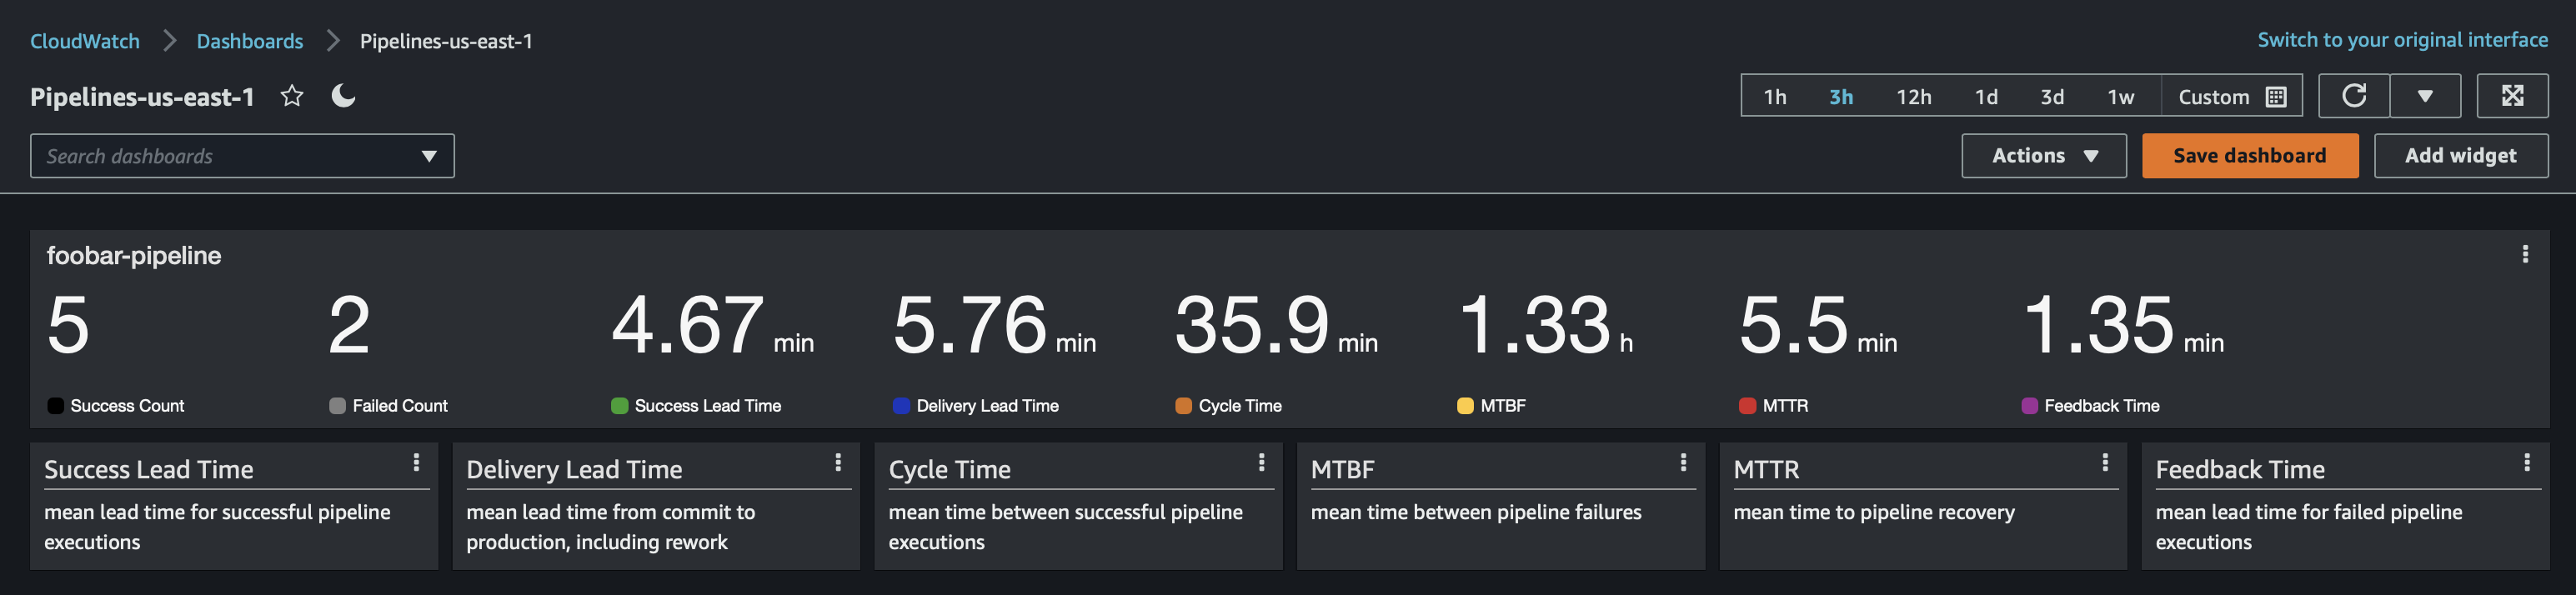 CloudWatch Dashboards Pipelines-us-east-1
Switch to your original interface
Pipelines-us-east-1
1h 3h 12h 1d 3d 1w Custom
Search dashboards
Actions Save dashboard Add widget
foobar-pipeline
5 2 4.67 min 5.76 min 35.9 min 1.33 h 5.5 min 1.35 min
Success Count Failed Count Success Lead Time Delivery Lead Time Cycle Time MTBF MTTR Feedback Time
Success Lead Time
mean lead time for successful pipeline
executions
Delivery Lead Time
mean lead time from commit to
production, including rework
Cycle Time
mean time between successful pipeline
executions
MTBF
mean time between pipeline failures
MTTR
mean time to pipeline recovery
Feedback Time
mean lead time for failed pipeline
executions